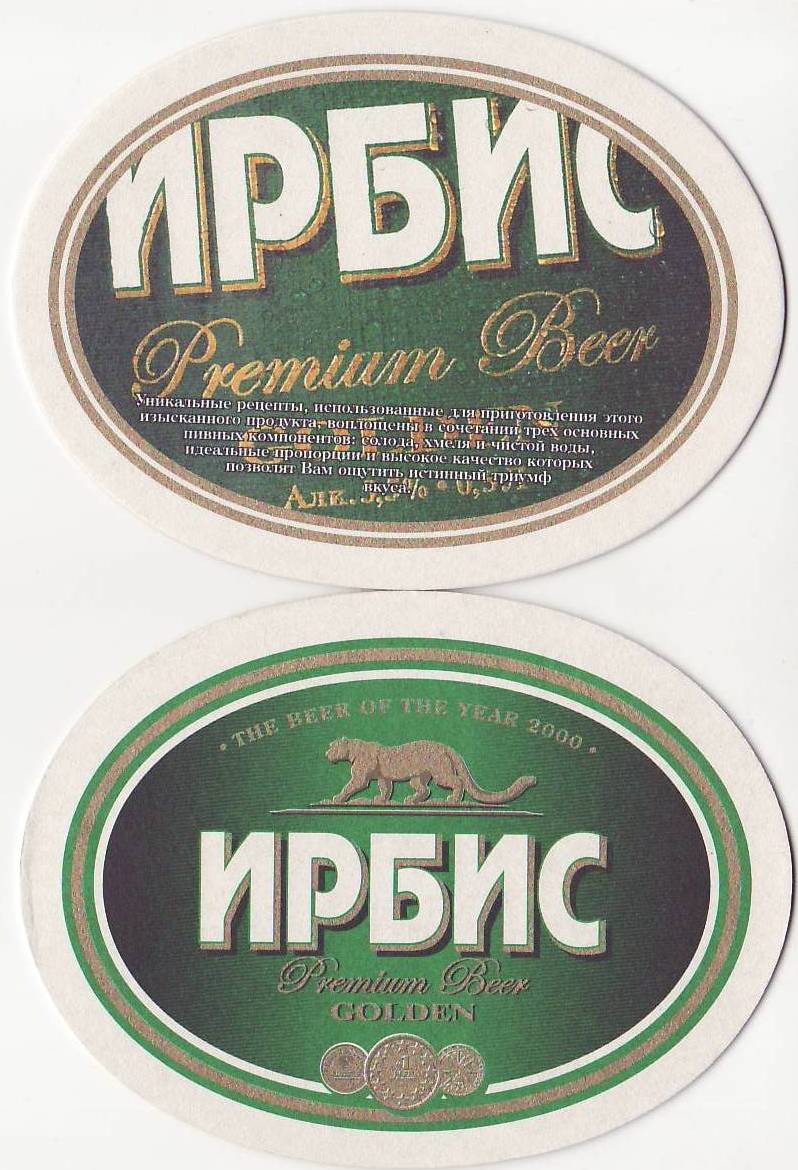 ИРБИС
Premium Beer
Уникальные рецепты, использованные для приготовления этого
изысканного продукта, воплощены в сочетании трех основных
пивных компонентов: солода, хмеля и чистой воды,
идеальные пропорции и высокое качество которых
позволят Вам ощутить истинный триумф
вкуса!
Алк. %
• THE BEER OF THE YEAR 2000 •
ИРБИС
Premium Beer
GOLDEN
1